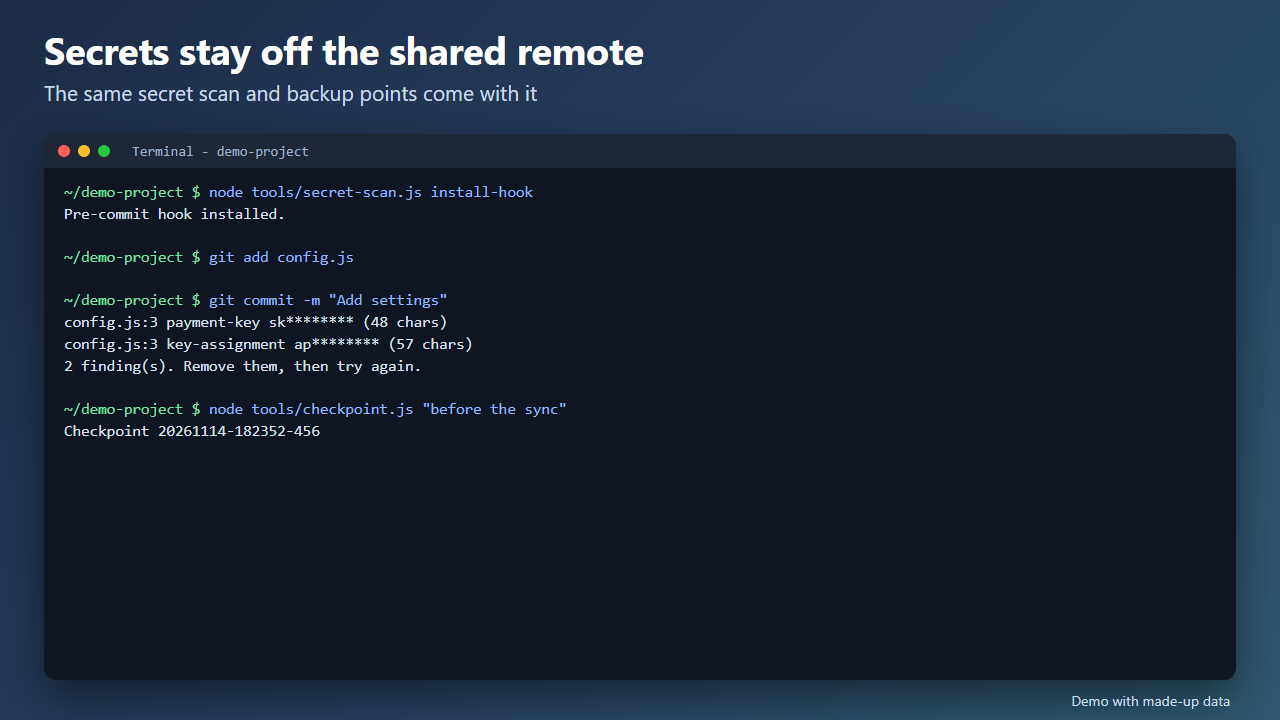 Secrets stay off the shared remote
The same secret scan and backup points come with it
Terminal - demo-project
~/demo-project $ node tools/secret-scan.js install-hook
Pre-commit hook installed.
~/demo-project $ git add config.js
~/demo-project $ git commit -m "Add settings"
config.js:3 payment-key sk******** (48 chars)
config.js:3 key-assignment ap******** (57 chars)
2 finding(s). Remove them, then try again.
~/demo-project $ node tools/checkpoint.js "before the sync"
Checkpoint 20261114-182352-456
Demo with made-up data